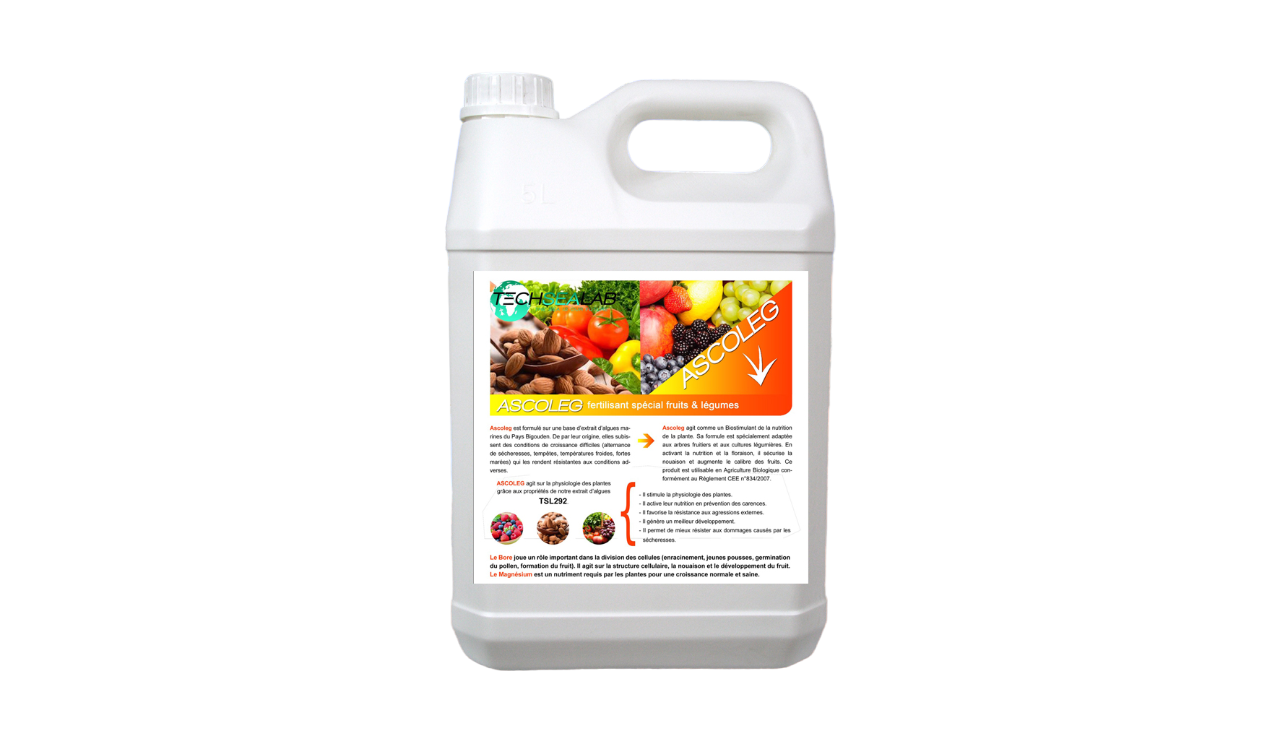 5L
TECHSEALAB
ASCOLEG
ASCOLEG fertilisant spécial fruits & légumes
Ascoleg est formulé sur une base d'extrait d'algues ma-
rines du Pays Bigouden. De par leur origine, elles subis-
sent des conditions de croissance difficiles (alternance
de sécheresses, tempêtes, températures froides, fortes
marées) qui les rendent résistantes aux conditions ad-
verses.
Ascoleg agit comme un Biostimulant de la nutrition
de la plante. Sa formule est spécialement adaptée
aux arbres fruitiers et aux cultures légumières. En
activant la nutrition et la floraison, il sécurise la
nouaison et augmente le calibre des fruits. Ce
produit est utilisable en Agriculture Biologique con-
formément au Règlement CEE n°834/2007.
ASCOLEG agit sur la physiologie des plantes
grâce aux propriétés de notre extrait d'algues
TSL292
- Il stimule la physiologie des plantes.
- Il active leur nutrition en prévention des carences.
- Il favorise la résistance aux agressions externes.
- Il génère un meilleur développement.
- Il permet de mieux résister aux dommages causés par les
sécheresses.
Le Bore joue un rôle important dans la division des cellules (enracinement, jeunes pousses, germination
du pollen, formation du fruit). Il agit sur la structure cellulaire, la nouaison et le développement du fruit.
Le Magnésium est un nutriment requis par les plantes pour une croissance normale et saine.